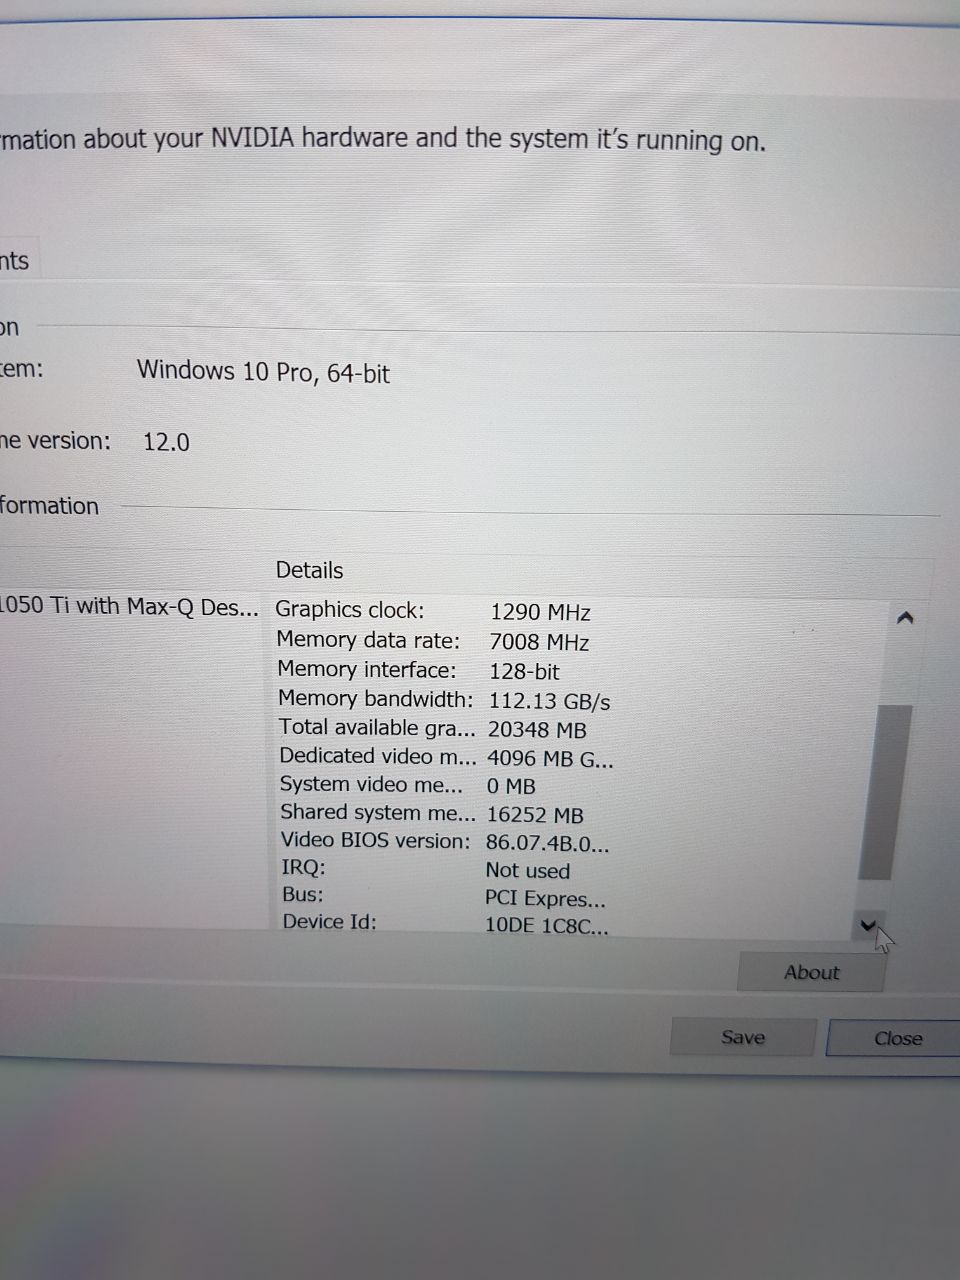 mation about your NVIDIA hardware and the system it's running on.
nts
on
tem: Windows 10 Pro, 64-bit
me version: 12.0
formation
Details
1050 Ti with Max-Q Des... Graphics clock: 1290 MHz
Memory data rate: 7008 MHz
Memory interface: 128-bit
Memory bandwidth: 112.13 GB/s
Total available gra... 20348 MB
Dedicated video m... 4096 MB G...
System video me... 0 MB
Shared system me... 16252 MB
Video BIOS version: 86.07.4B.0...
IRQ: Not used
Bus: PCI Expres...
Device Id: 10DE 1C8C...
About
Save Close